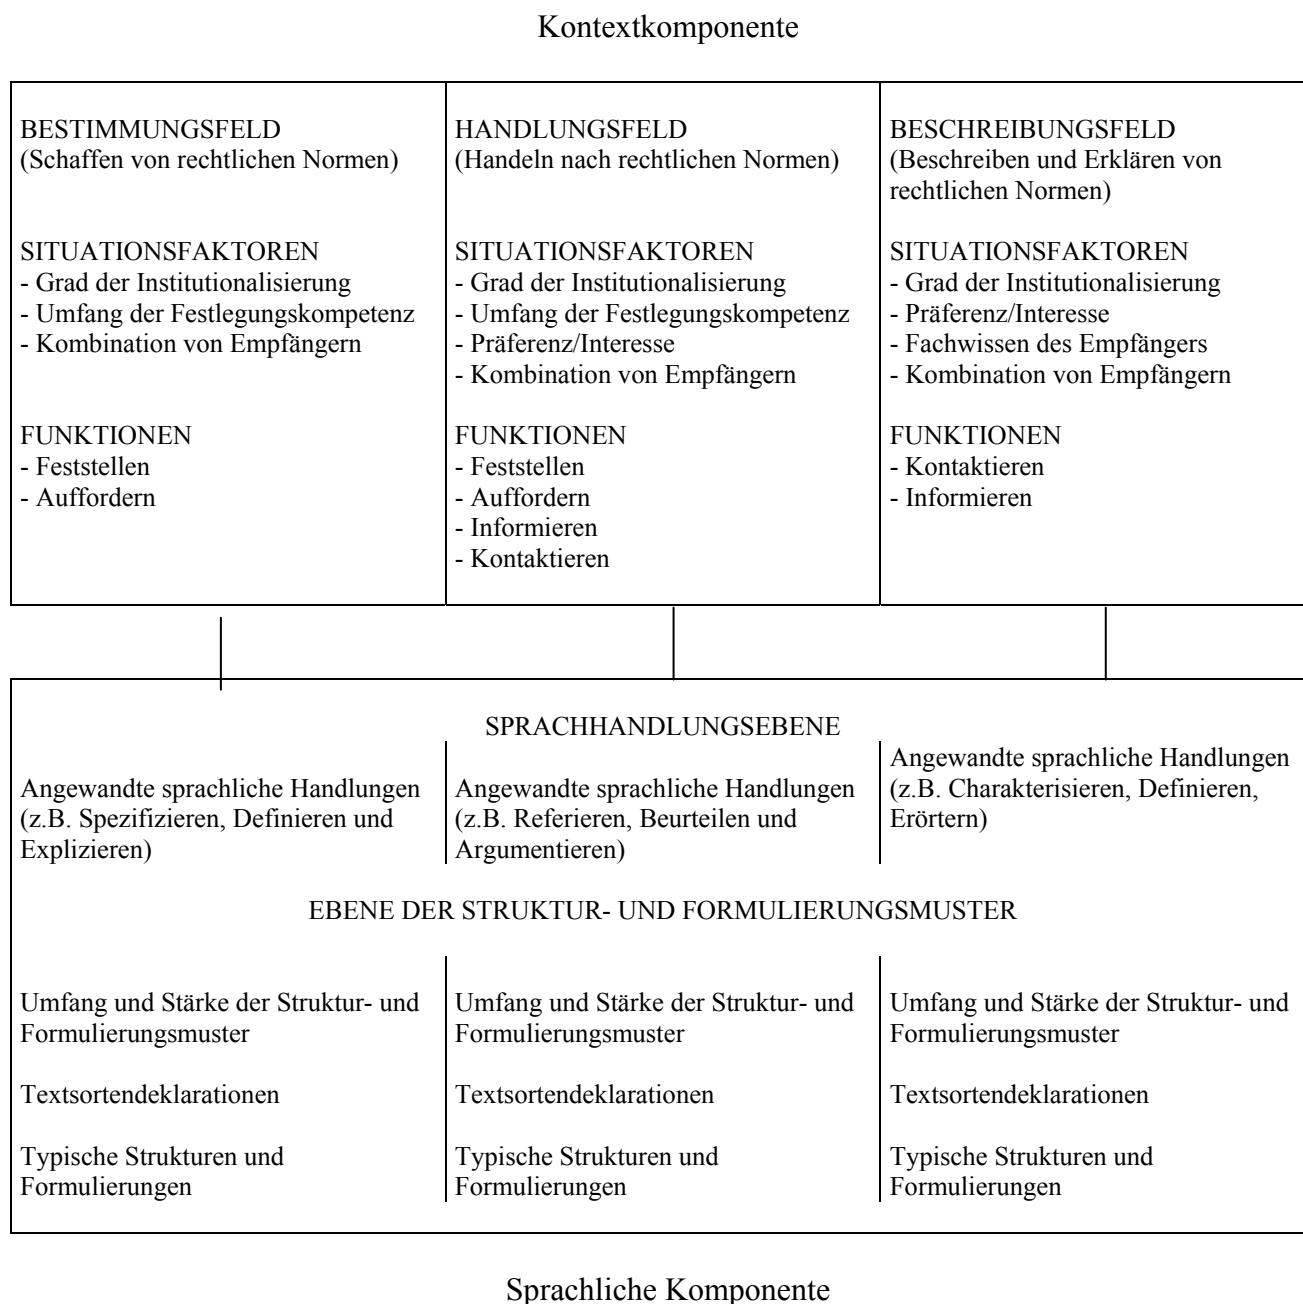 Kontextkomponente
BESTIMMUNGSFELD
(Schaffen von rechtlichen Normen)
SITUATIONSFAKTOREN
- Grad der Institutionalisierung
- Umfang der Festlegungskompetenz
- Kombination von Empfängern
FUNKTIONEN
- Feststellen
- Auffordern
HANDLUNGSFELD
(Handeln nach rechtlichen Normen)
SITUATIONSFAKTOREN
- Grad der Institutionalisierung
- Umfang der Festlegungskompetenz
- Präferenz/Interesse
- Kombination von Empfängern
FUNKTIONEN
- Feststellen
- Auffordern
- Informieren
- Kontaktieren
BESCHREIBUNGSFELD
(Beschreiben und Erklären von
rechtlichen Normen)
SITUATIONSFAKTOREN
- Grad der Institutionalisierung
- Präferenz/Interesse
- Fachwissen des Empfängers
- Kombination von Empfängern
FUNKTIONEN
- Kontaktieren
- Informieren
SPRACHHANDLUNGSEBENE
Angewandte sprachliche Handlungen
(z.B. Spezifizieren, Definieren und
Explizieren)
Angewandte sprachliche Handlungen
(z.B. Referieren, Beurteilen und
Argumentieren)
Angewandte sprachliche Handlungen
(z.B. Charakterisieren, Definieren,
Erörtern)
EBENE DER STRUKTUR- UND FORMULIERUNGSMUSTER
Umfang und Stärke der Struktur- und
Formulierungsmuster
Textsortendeklarationen
Typische Strukturen und
Formulierungen
Umfang und Stärke der Struktur- und
Formulierungsmuster
Textsortendeklarationen
Typische Strukturen und
Formulierungen
Umfang und Stärke der Struktur- und
Formulierungsmuster
Textsortendeklarationen
Typische Strukturen und
Formulierungen
Sprachliche Komponente